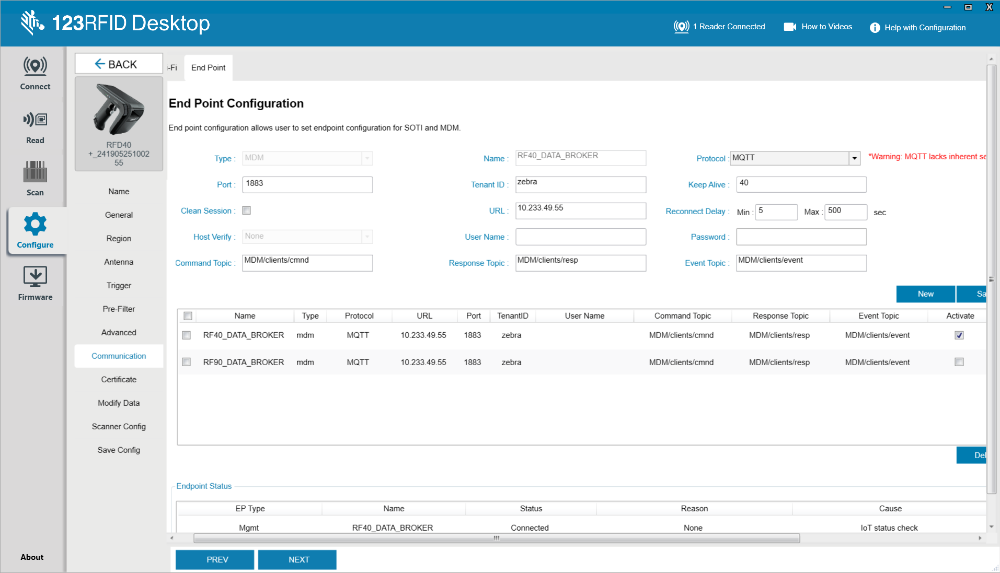 123RFID Desktop
1 Reader Connected
How to Videos
Help with Configuration
Connect
Read
Scan
Configure
Firmware
About
BACK
RFD40
+_241905251002
55
Name
General
Region
Antenna
Trigger
Pre-Filter
Advanced
Communication
Certificate
Modify Data
Scanner Config
Save Config
i-Fi End Point
End Point Configuration
End point configuration allows user to set endpoint configuration for SOTI and MDM.
Type : MDM Name : RF40_DATA_BROKER Protocol : MQTT *Warning: MQTT lacks inherent se
Port : 1883 Tenant ID : zebra Keep Alive : 40
Clean Session : URL : 10.233.49.55 Reconnect Delay : Min : 5 Max : 500 sec
Host Verify : None User Name : Password :
Command Topic : MDM/clients/cmnd Response Topic : MDM/clients/resp Event Topic : MDM/clients/event
New Sa
Name Type Protocol URL Port TenantID User Name Command Topic Response Topic Event Topic Activate
RF40_DATA_BROKER mdm MQTT 10.233.49.55 1883 zebra MDM/clients/cmnd MDM/clients/resp MDM/clients/event
RF90_DATA_BROKER mdm MQTT 10.233.49.55 1883 zebra MDM/clients/cmnd MDM/clients/resp MDM/clients/event
Del
Endpoint Status
EP Type Name Status Reason Cause
Mgmt RF40_DATA_BROKER Connected None IoT status check
PREV NEXT